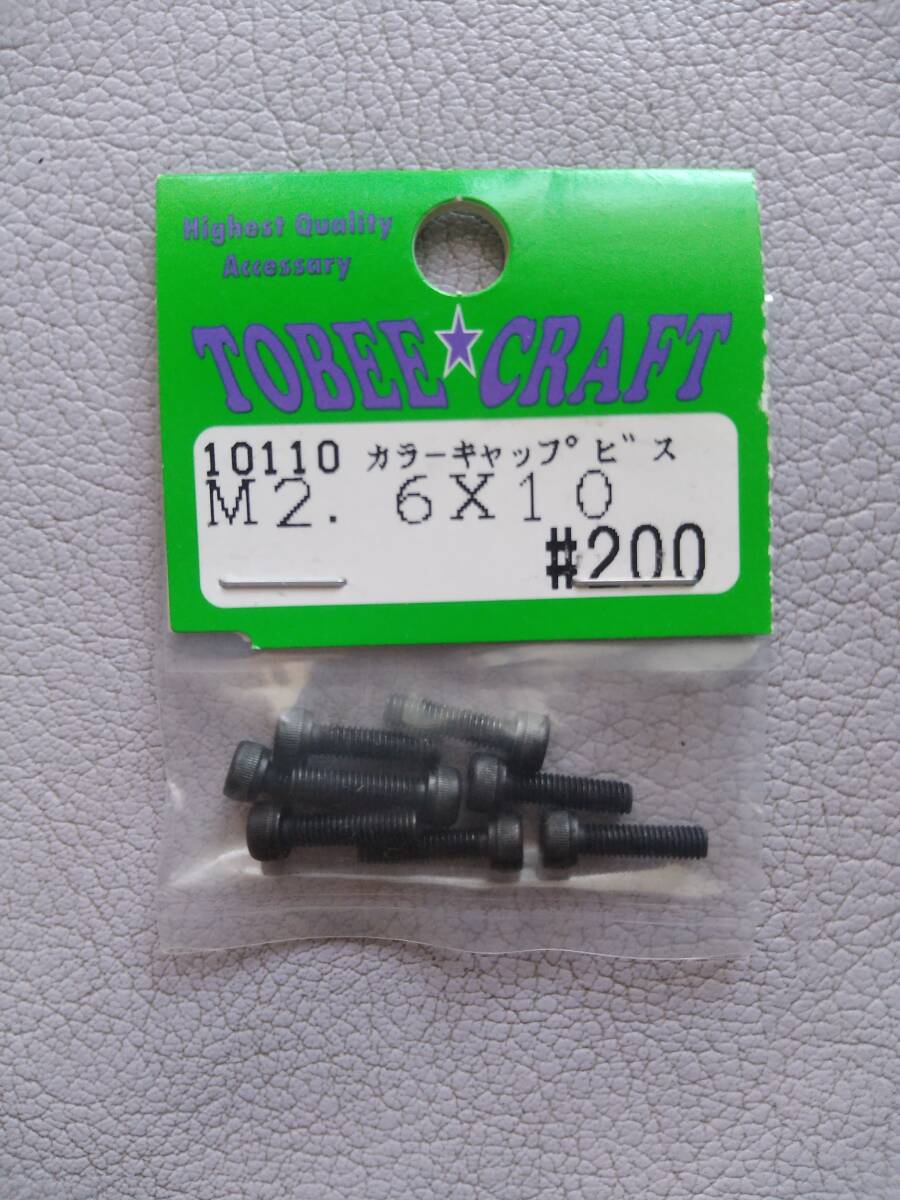 Highest Quality
Accessary
TOBEE★CRAFT
10110 カラーキャップビス
M2.6X10
#200